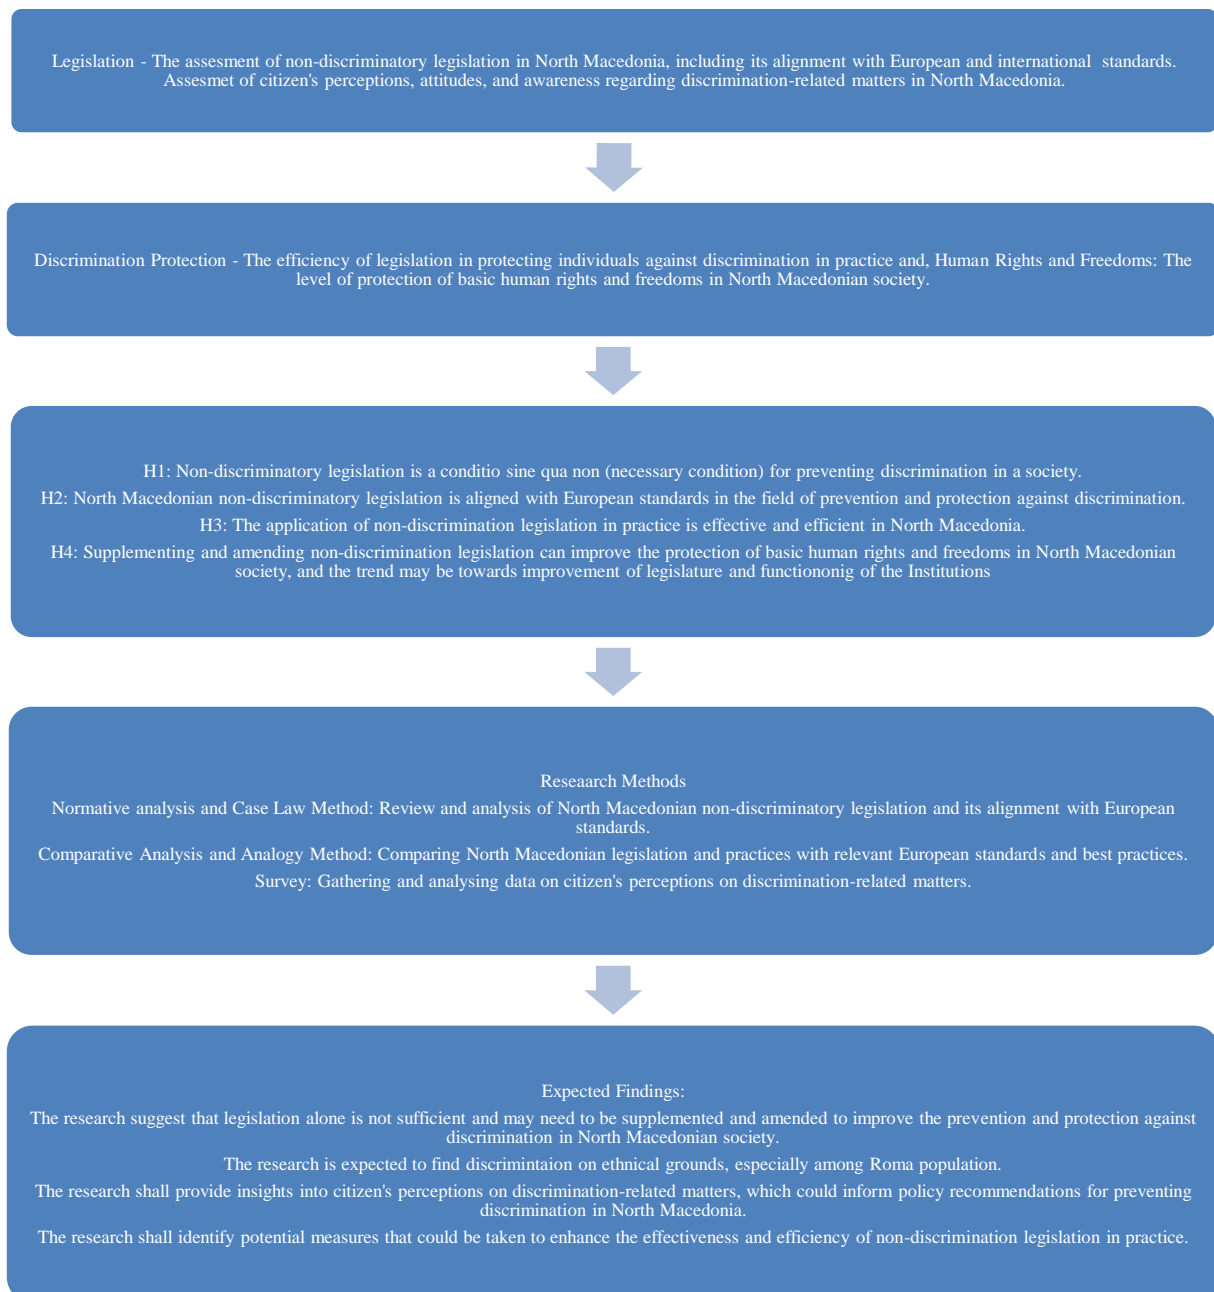 Legislation - The assesment of non-discriminatory legislation in North Macedonia, including its alignment with European and international standards.
Assesmet of citizen's perceptions, attitudes, and awareness regarding discrimination-related matters in North Macedonia.
Discrimination Protection - The efficiency of legislation in protecting individuals against discrimination in practice and, Human Rights and Freedoms: The
level of protection of basic human rights and freedoms in North Macedonian society.
H1: Non-discriminatory legislation is a conditio sine qua non (necessary condition) for preventing discrimination in a society.
H2: North Macedonian non-discriminatory legislation is aligned with European standards in the field of prevention and protection against discrimination.
H3: The application of non-discrimination legislation in practice is effective and efficient in North Macedonia.
H4: Supplementing and amending non-discrimination legislation can improve the protection of basic human rights and freedoms in North Macedonian
society, and the trend may be towards improvement of legislature and functiononig of the Institutions
Reseaarch Methods
Normative analysis and Case Law Method: Review and analysis of North Macedonian non-discriminatory legislation and its alignment with European
standards.
Comparative Analysis and Analogy Method: Comparing North Macedonian legislation and practices with relevant European standards and best practices.
Survey: Gathering and analysing data on citizen's perceptions on discrimination-related matters.
Expected Findings:
The research suggest that legislation alone is not sufficient and may need to be supplemented and amended to improve the prevention and protection against
discrimination in North Macedonian society.
The research is expected to find discrimintaion on ethnical grounds, especially among Roma population.
The research shall provide insights into citizen's perceptions on discrimination-related matters, which could inform policy recommendations for preventing
discrimination in North Macedonia.
The research shall identify potential measures that could be taken to enhance the effectiveness and efficiency of non-discrimination legislation in practice.